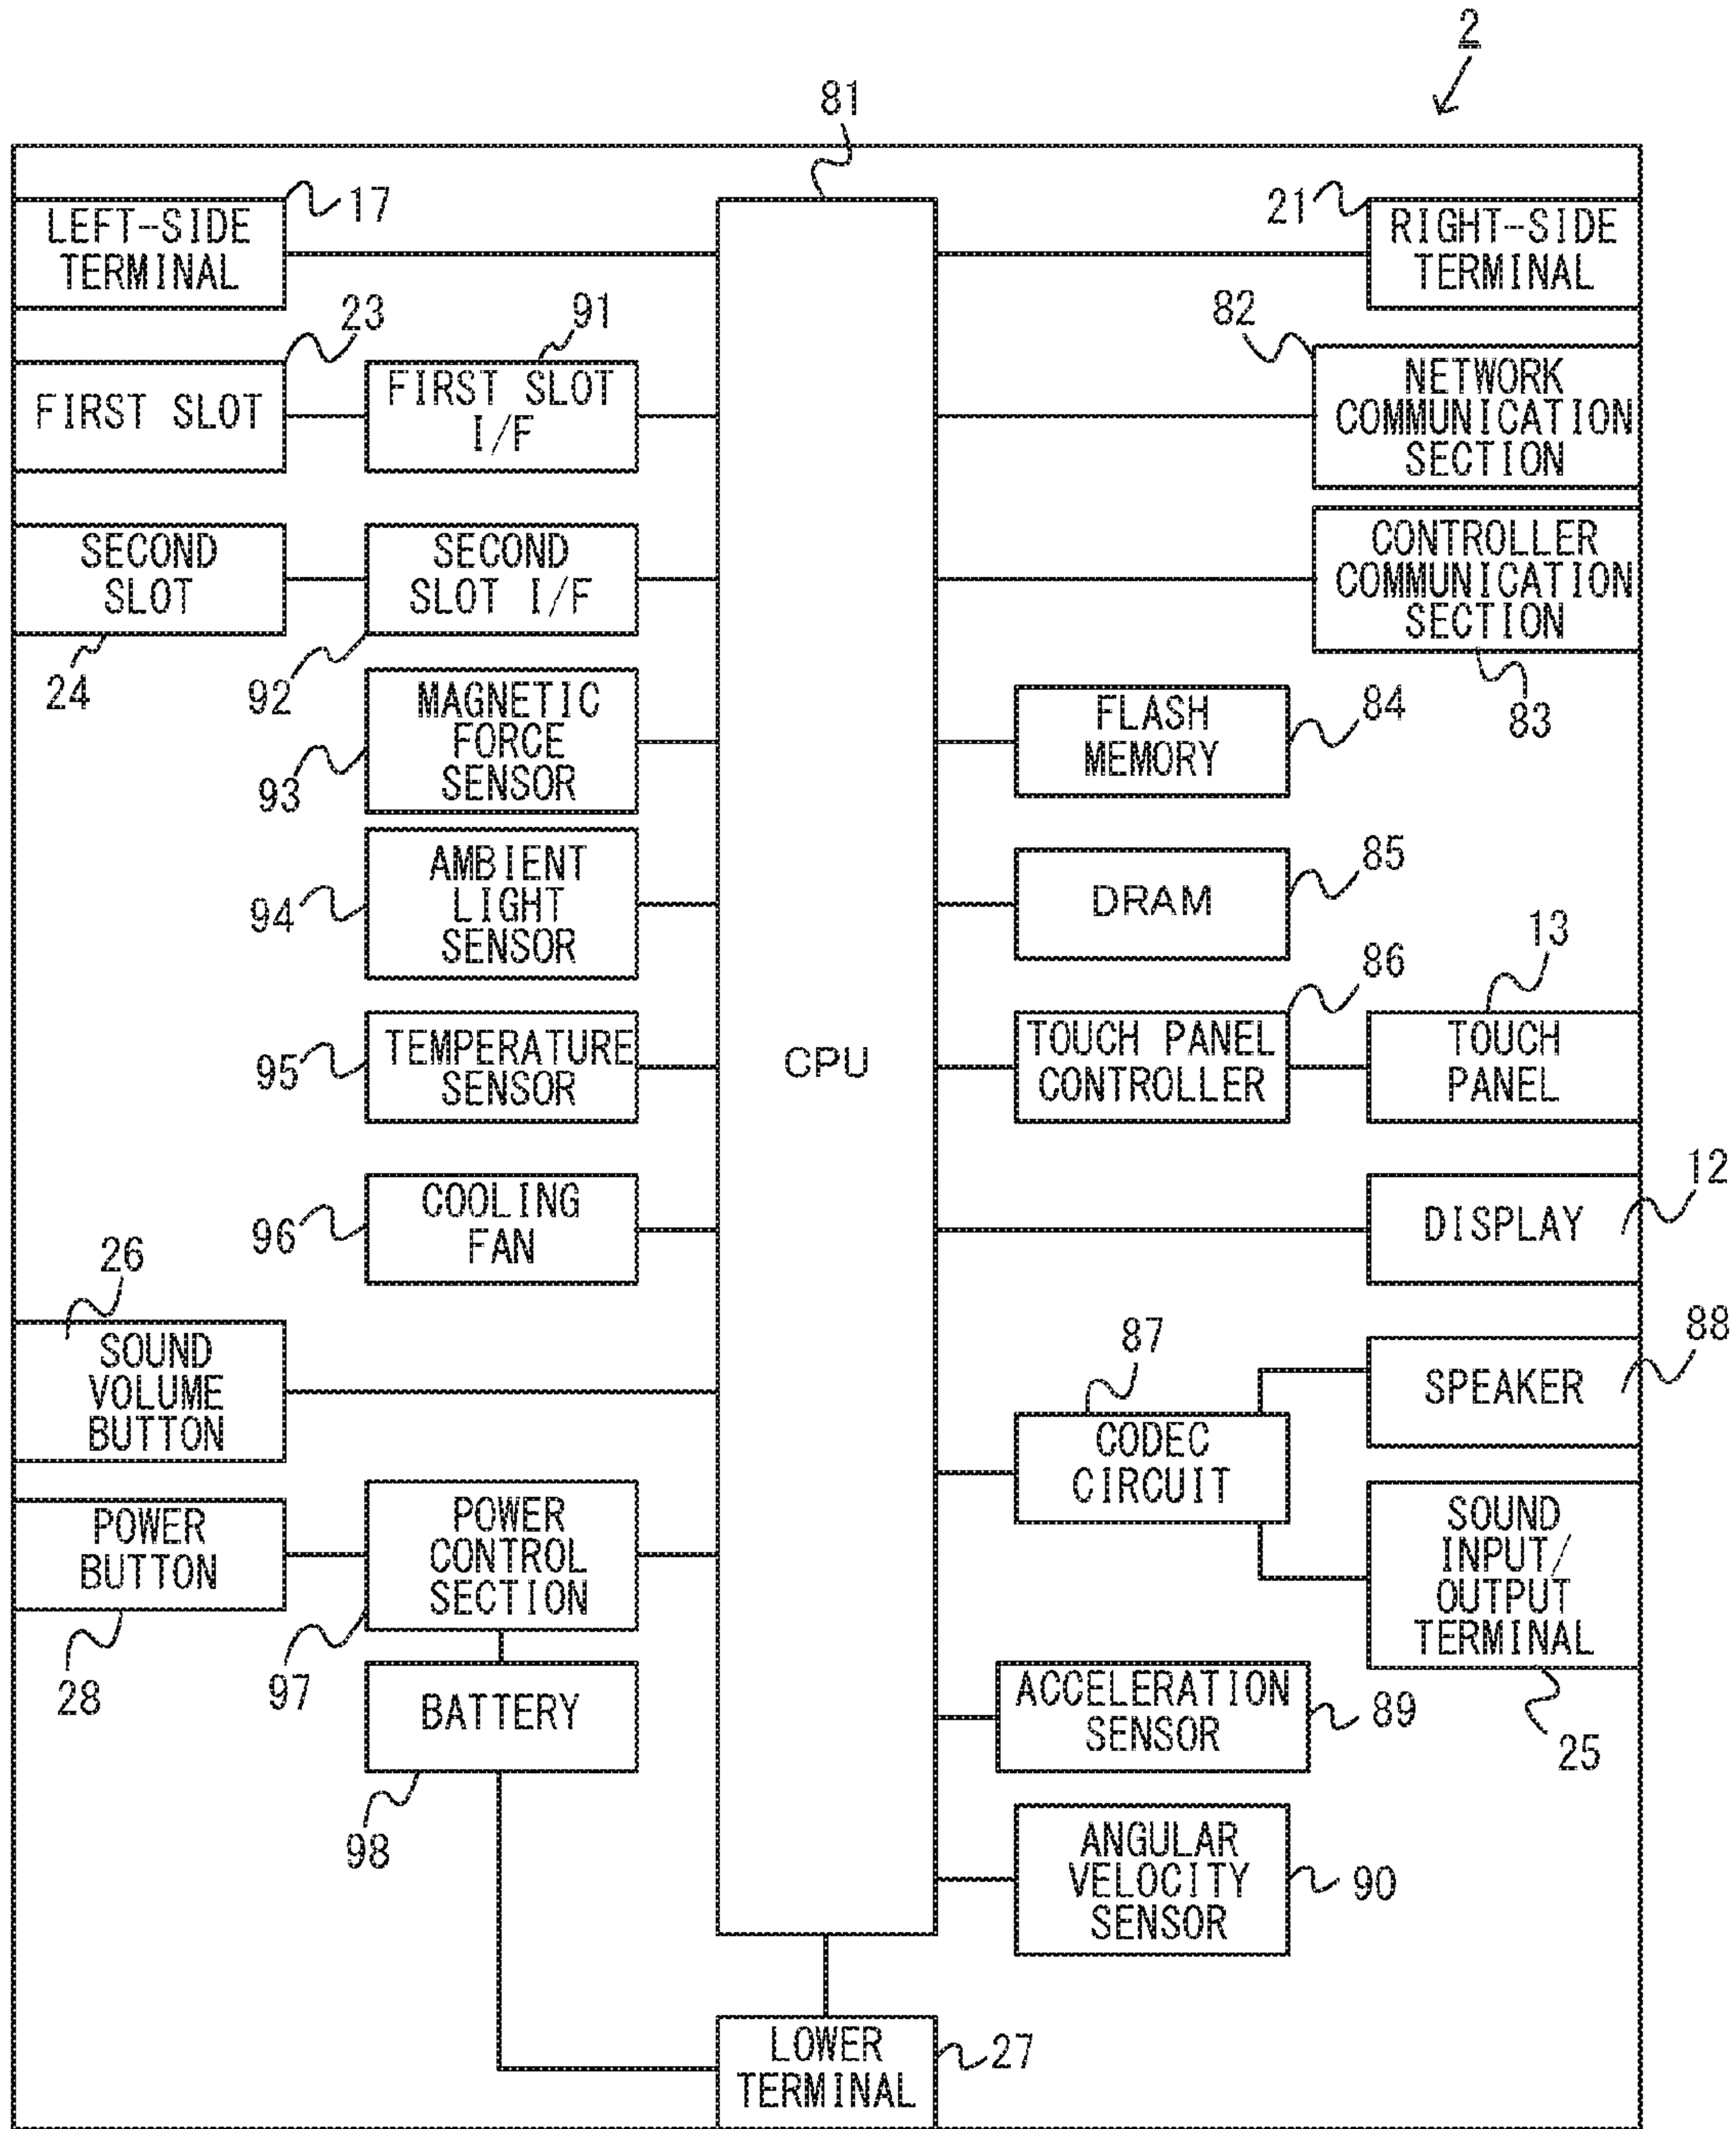 2
81
17
LEFT-SIDE
TERMINAL
21
RIGHT-SIDE
TERMINAL
23
FIRST SLOT
91
FIRST SLOT
I/F
82
NETWORK
COMMUNICATION
SECTION
SECOND
SLOT
24
SECOND
SLOT I/F
92
CONTROLLER
COMMUNICATION
SECTION
83
MAGNETIC
FORCE
SENSOR
93
FLASH
MEMORY
84
AMBIENT
LIGHT
SENSOR
94
DRAM
85
TEMPERATURE
SENSOR
95
CPU
86
TOUCH PANEL
CONTROLLER
13
TOUCH
PANEL
COOLING
FAN
96
DISPLAY
12
26
SOUND
VOLUME
BUTTON
87
CODEC
CIRCUIT
SPEAKER
88
POWER
BUTTON
28
POWER
CONTROL
SECTION
97
SOUND
INPUT/
OUTPUT
TERMINAL
25
BATTERY
98
ACCELERATION
SENSOR
89
ANGULAR
VELOCITY
SENSOR
90
LOWER
TERMINAL
27